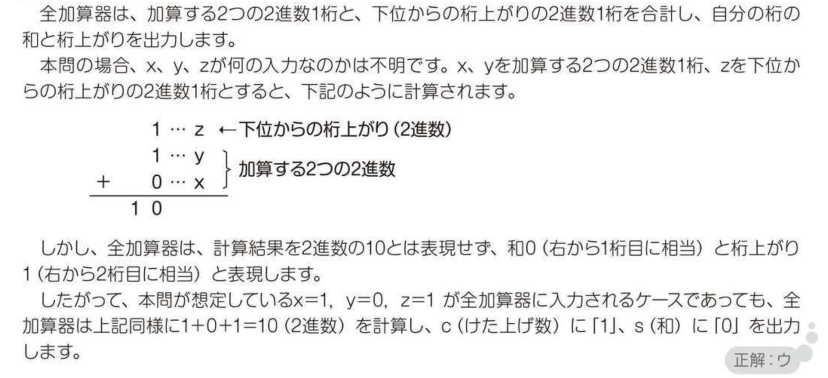 全加算器は、加算する2つの2進数1桁と、下位からの桁上がりの2進数1桁を合計し、自分の桁の
和と桁上がりを出力します。
本問の場合、x、y、zが何の入力なのかは不明です。x、yを加算する2つの2進数1桁、zを下位か
らの桁上がりの2進数1桁とすると、下記のように計算されます。
1 … z ←下位からの桁上がり（2進数）
1 … y
加算する2つの2進数
+ 0 … x
1 0
しかし、全加算器は、計算結果を2進数の10とは表現せず、和0（右から1桁目に相当）と桁上がり
1（右から2桁目に相当）と表現します。
したがって、本問が想定しているx=1, y=0, z=1 が全加算器に入力されるケースであっても、全
加算器は上記同様に1+0+1=10（2進数）を計算し、c（けた上げ数）に「1」、s（和）に「0」を出力
します。
正解：ウ